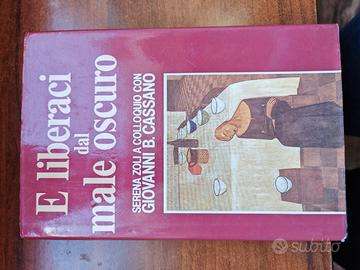 E liberaci
dal
male oscuro
SERENA ZOLI A COLLOQUIO CON
GIOVANNI B. CASSANO
subito